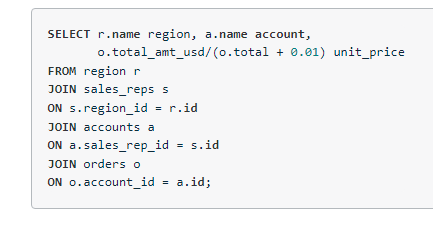 SELECT r.name region, a.name account,
       o.total_amt_usd/(o.total + 0.01) unit_price
FROM region r
JOIN sales_reps s
ON s.region_id = r.id
JOIN accounts a
ON a.sales_rep_id = s.id
JOIN orders o
ON o.account_id = a.id;